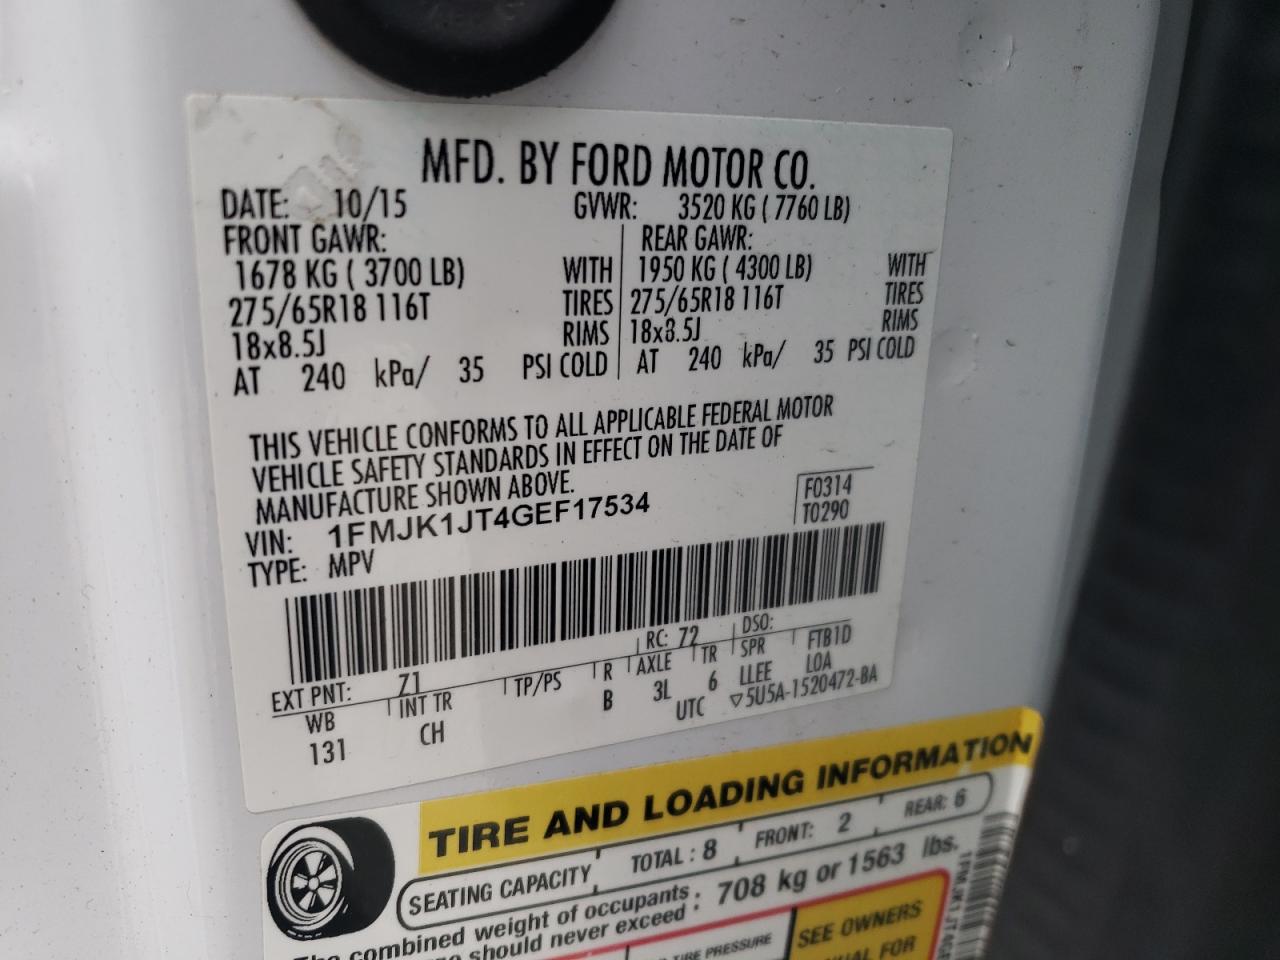 MFD. BY FORD MOTOR CO.
DATE: 10/15 GVWR: 3520 KG ( 7760 LB)
FRONT GAWR: REAR GAWR:
1678 KG ( 3700 LB) WITH 1950 KG ( 4300 LB) WITH
275/65R18 116T TIRES 275/65R18 116T TIRES
18x8.5J RIMS 18x8.5J RIMS
AT 240 kPa/ 35 PSI COLD AT 240 kPa/ 35 PSI COLD
THIS VEHICLE CONFORMS TO ALL APPLICABLE FEDERAL MOTOR
VEHICLE SAFETY STANDARDS IN EFFECT ON THE DATE OF
MANUFACTURE SHOWN ABOVE.
F0314
VIN: 1FMJK1JT4GEF17534 T0290
TYPE: MPV
EXT PNT: Z1 RC: 72 DSO:
WB INT TR TP/PS R AXLE TR SPR FTB1D
131 CH B 3L 6 LLEE LOA
UTC ▽5U5A-1520472-BA
TIRE AND LOADING INFORMATION
SEATING CAPACITY TOTAL : 8 FRONT: 2 REAR: 6
combined weight of occupants
should never exceed : 708 kg or 1563 lbs.
TIRE PRESSURE SEE OWNERS
FOR